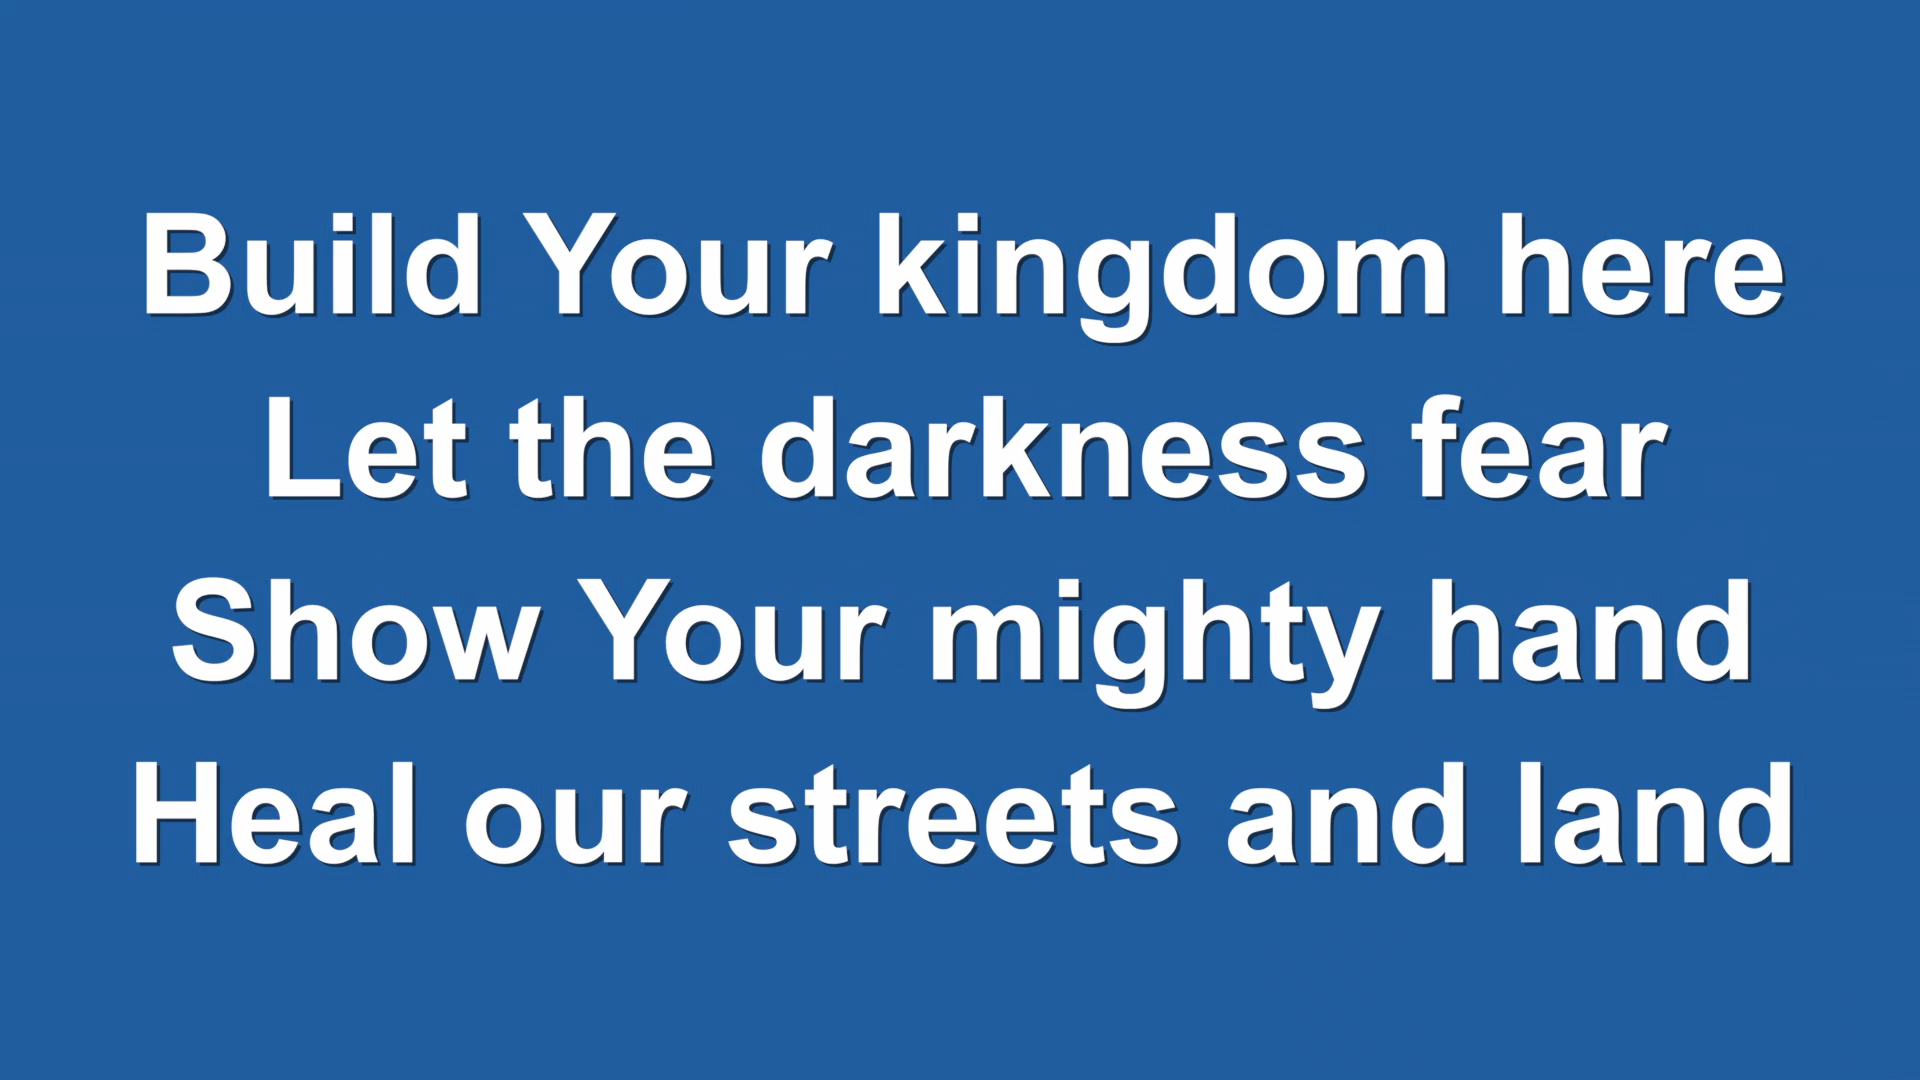 Build Your kingdom here
Let the darkness fear
Show Your mighty hand
Heal our streets and land